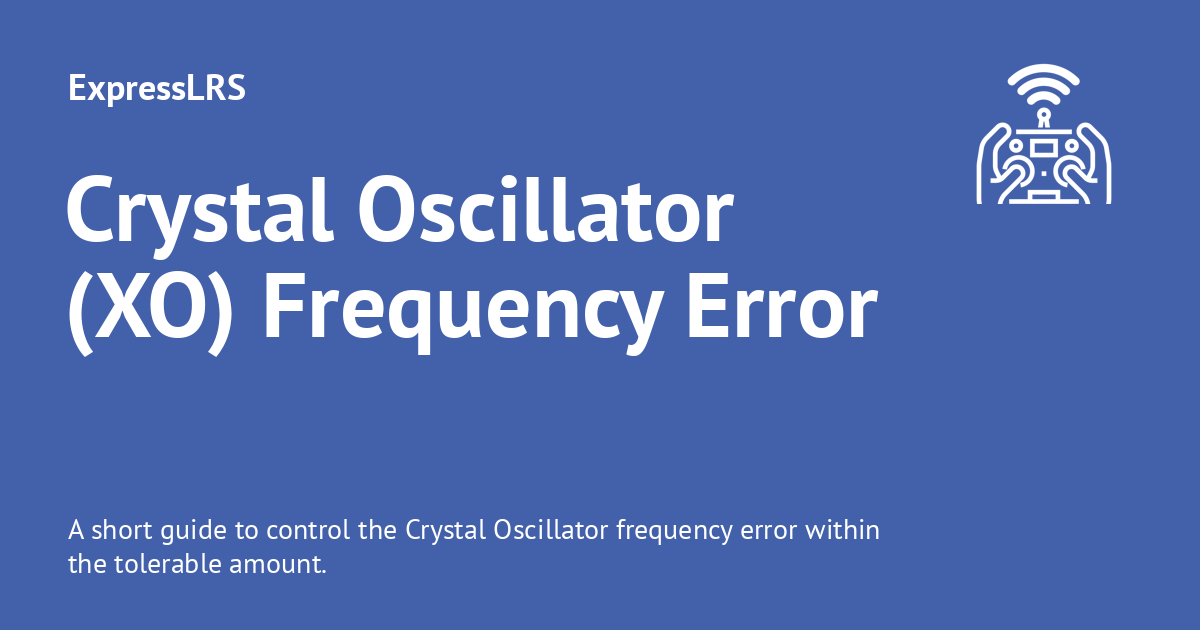 ExpressLRS
Crystal Oscillator
(XO) Frequency Error
A short guide to control the Crystal Oscillator frequency error within
the tolerable amount.